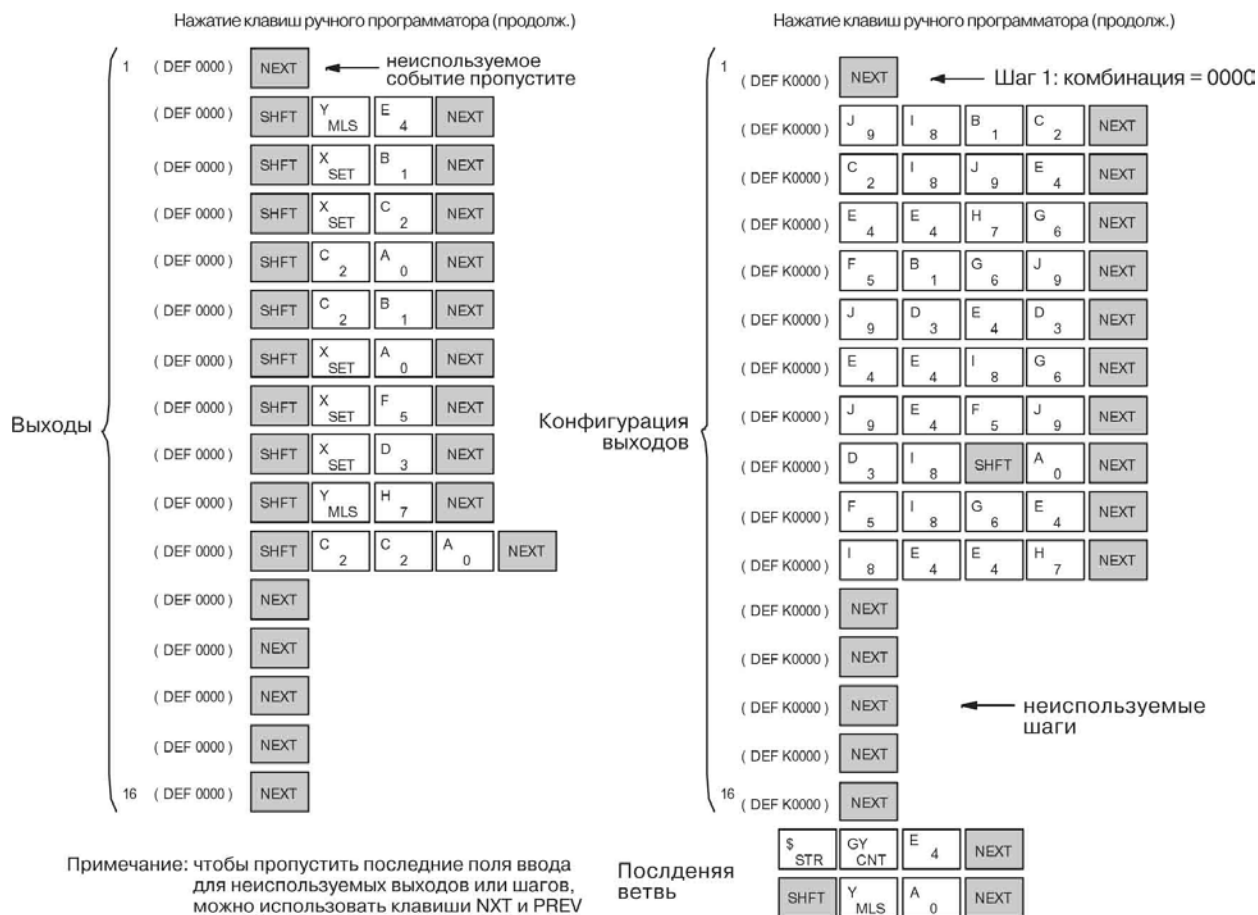 Нажатие клавиш ручного программатора (продолж.)
Выходы
1 ( DEF 0000 ) NEXT неиспользуемое
событие пропустите
( DEF 0000 ) SHFT Y MLS E 4 NEXT
( DEF 0000 ) SHFT X SET B 1 NEXT
( DEF 0000 ) SHFT X SET C 2 NEXT
( DEF 0000 ) SHFT C 2 A 0 NEXT
( DEF 0000 ) SHFT C 2 B 1 NEXT
( DEF 0000 ) SHFT X SET A 0 NEXT
( DEF 0000 ) SHFT X SET F 5 NEXT
( DEF 0000 ) SHFT X SET D 3 NEXT
( DEF 0000 ) SHFT Y MLS H 7 NEXT
( DEF 0000 ) SHFT C 2 C 2 A 0 NEXT
( DEF 0000 ) NEXT
( DEF 0000 ) NEXT
( DEF 0000 ) NEXT
( DEF 0000 ) NEXT
16 ( DEF 0000 ) NEXT
Примечание: чтобы пропустить последние поля ввода
для неиспользуемых выходов или шагов,
можно использовать клавиши NXT и PREV
Нажатие клавиш ручного программатора (продолж.)
Конфигурация
выходов
1 ( DEF K0000 ) NEXT Шаг 1: комбинация = 0000
( DEF K0000 ) J 9 I 8 B 1 C 2 NEXT
( DEF K0000 ) C 2 I 8 J 9 E 4 NEXT
( DEF K0000 ) E 4 E 4 H 7 G 6 NEXT
( DEF K0000 ) F 5 B 1 G 6 J 9 NEXT
( DEF K0000 ) J 9 D 3 E 4 D 3 NEXT
( DEF K0000 ) E 4 E 4 I 8 G 6 NEXT
( DEF K0000 ) J 9 E 4 F 5 J 9 NEXT
( DEF K0000 ) D 3 I 8 SHFT A 0 NEXT
( DEF K0000 ) F 5 I 8 G 6 E 4 NEXT
( DEF K0000 ) I 8 E 4 E 4 H 7 NEXT
( DEF K0000 ) NEXT
( DEF K0000 ) NEXT
( DEF K0000 ) NEXT неиспользуемые
шаги
( DEF K0000 ) NEXT
16 ( DEF K0000 ) NEXT
Послденяя
ветвь
$ STR GY CNT E 4 NEXT
SHFT Y MLS A 0 NEXT